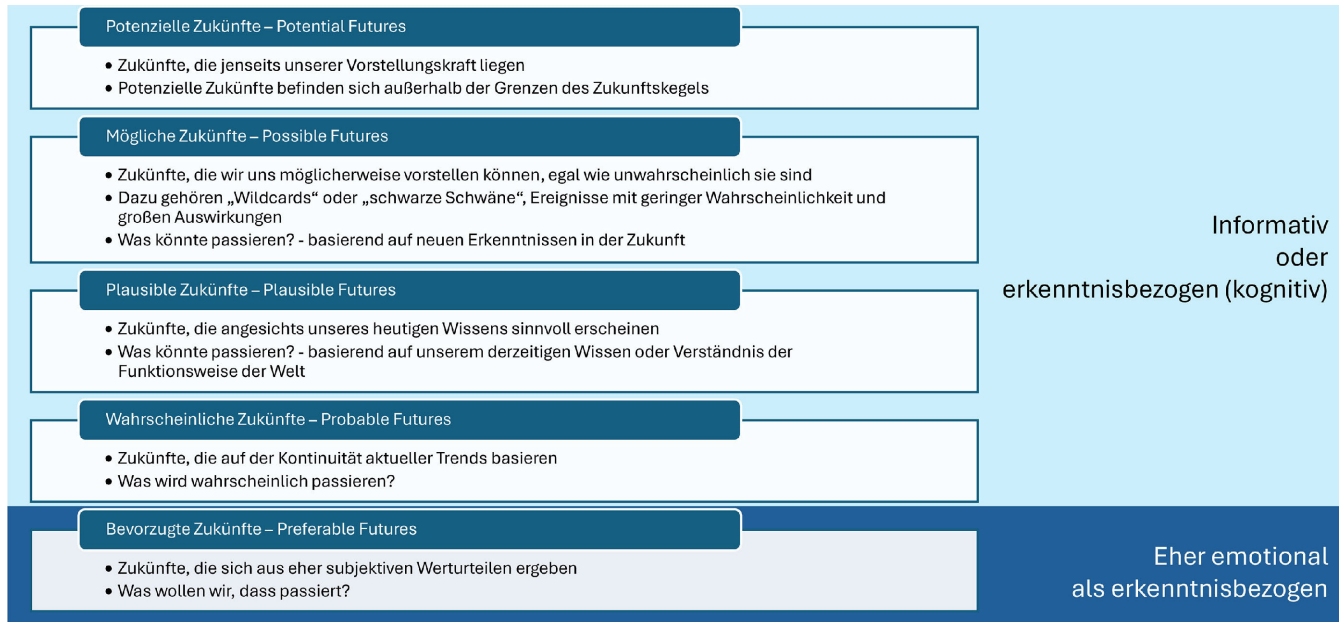 Potenzielle Zukünfte – Potential Futures
• Zukünfte, die jenseits unserer Vorstellungskraft liegen
• Potenzielle Zukünfte befinden sich außerhalb der Grenzen des Zukunftskegels
Mögliche Zukünfte – Possible Futures
• Zukünfte, die wir uns möglicherweise vorstellen können, egal wie unwahrscheinlich sie sind
• Dazu gehören „Wildcards“ oder „schwarze Schwäne“, Ereignisse mit geringer Wahrscheinlichkeit und
großen Auswirkungen
• Was könnte passieren? - basierend auf neuen Erkenntnissen in der Zukunft
Plausible Zukünfte – Plausible Futures
• Zukünfte, die angesichts unseres heutigen Wissens sinnvoll erscheinen
• Was könnte passieren? - basierend auf unserem derzeitigen Wissen oder Verständnis der
Funktionsweise der Welt
Wahrscheinliche Zukünfte – Probable Futures
• Zukünfte, die auf der Kontinuität aktueller Trends basieren
• Was wird wahrscheinlich passieren?
Informativ
oder
erkenntnisbezogen (kognitiv)
Bevorzugte Zukünfte – Preferable Futures
• Zukünfte, die sich aus eher subjektiven Werturteilen ergeben
• Was wollen wir, dass passiert?
Eher emotional
als erkenntnisbezogen